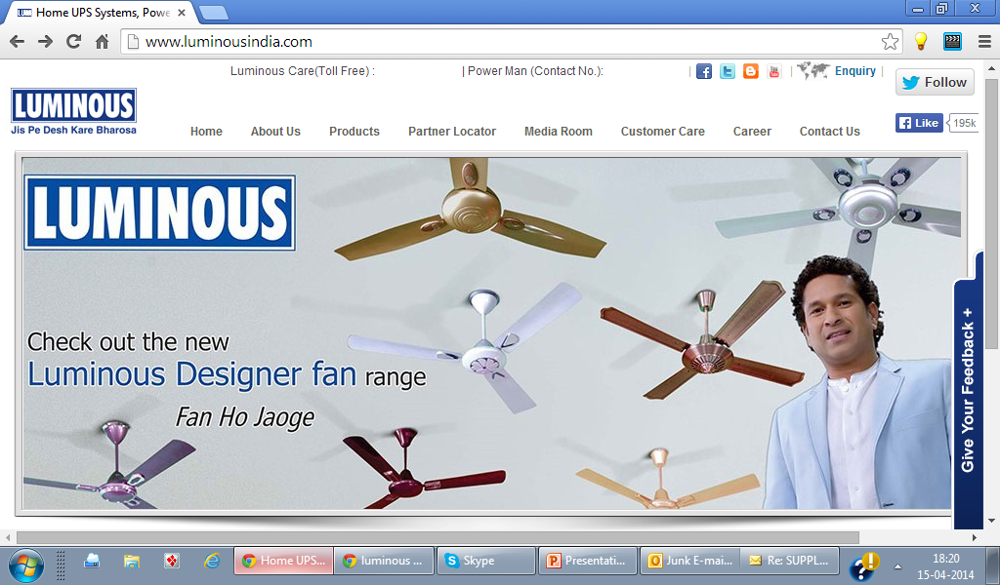 Home UPS Systems, Powe
www.luminousindia.com
Luminous Care(Toll Free) : | Power Man (Contact No.): | | Enquiry |
Follow
LUMINOUS
Jis Pe Desh Kare Bharosa
Home About Us Products Partner Locator Media Room Customer Care Career Contact Us
Like 195k
LUMINOUS
Check out the new
Luminous Designer fan range
Fan Ho Jaoge
Give Your Feedback +
Home UPS... luminous ... Skype Presentati... Junk E-mai... Re: SUPPL...
18:20
15-04-2014